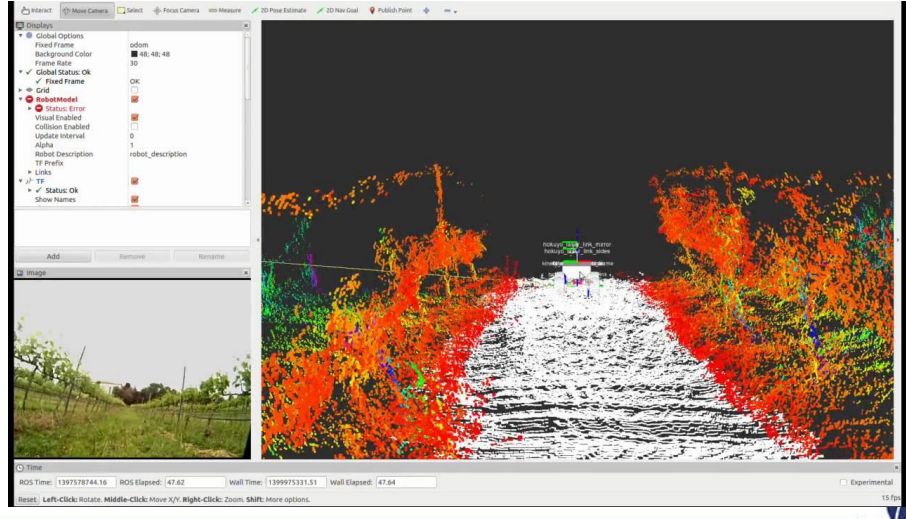 Interact Move Camera Select Focus Camera Measure 2D Pose Estimate 2D Nav Goal Publish Point
Displays
Global Options
Fixed Frame odom
Background Color 48; 48; 48
Frame Rate 30
Global Status: Ok
Fixed Frame OK
Grid
RobotModel
Status: Error
Visual Enabled
Collision Enabled
Update Interval 0
Alpha 1
Robot Description robot_description
TF Prefix
Links
TF
Status: Ok
Show Names
Add Remove Rename
Image
hokuyo_laser_link_mirror
hokuyo_laser_link_sides
Time
ROS Time: 1397578744.16 ROS Elapsed: 47.62 Wall Time: 1399975331.51 Wall Elapsed: 47.64 Experimental
Reset Left-Click: Rotate. Middle-Click: Move X/Y. Right-Click: Zoom. Shift: More options. 15 fps